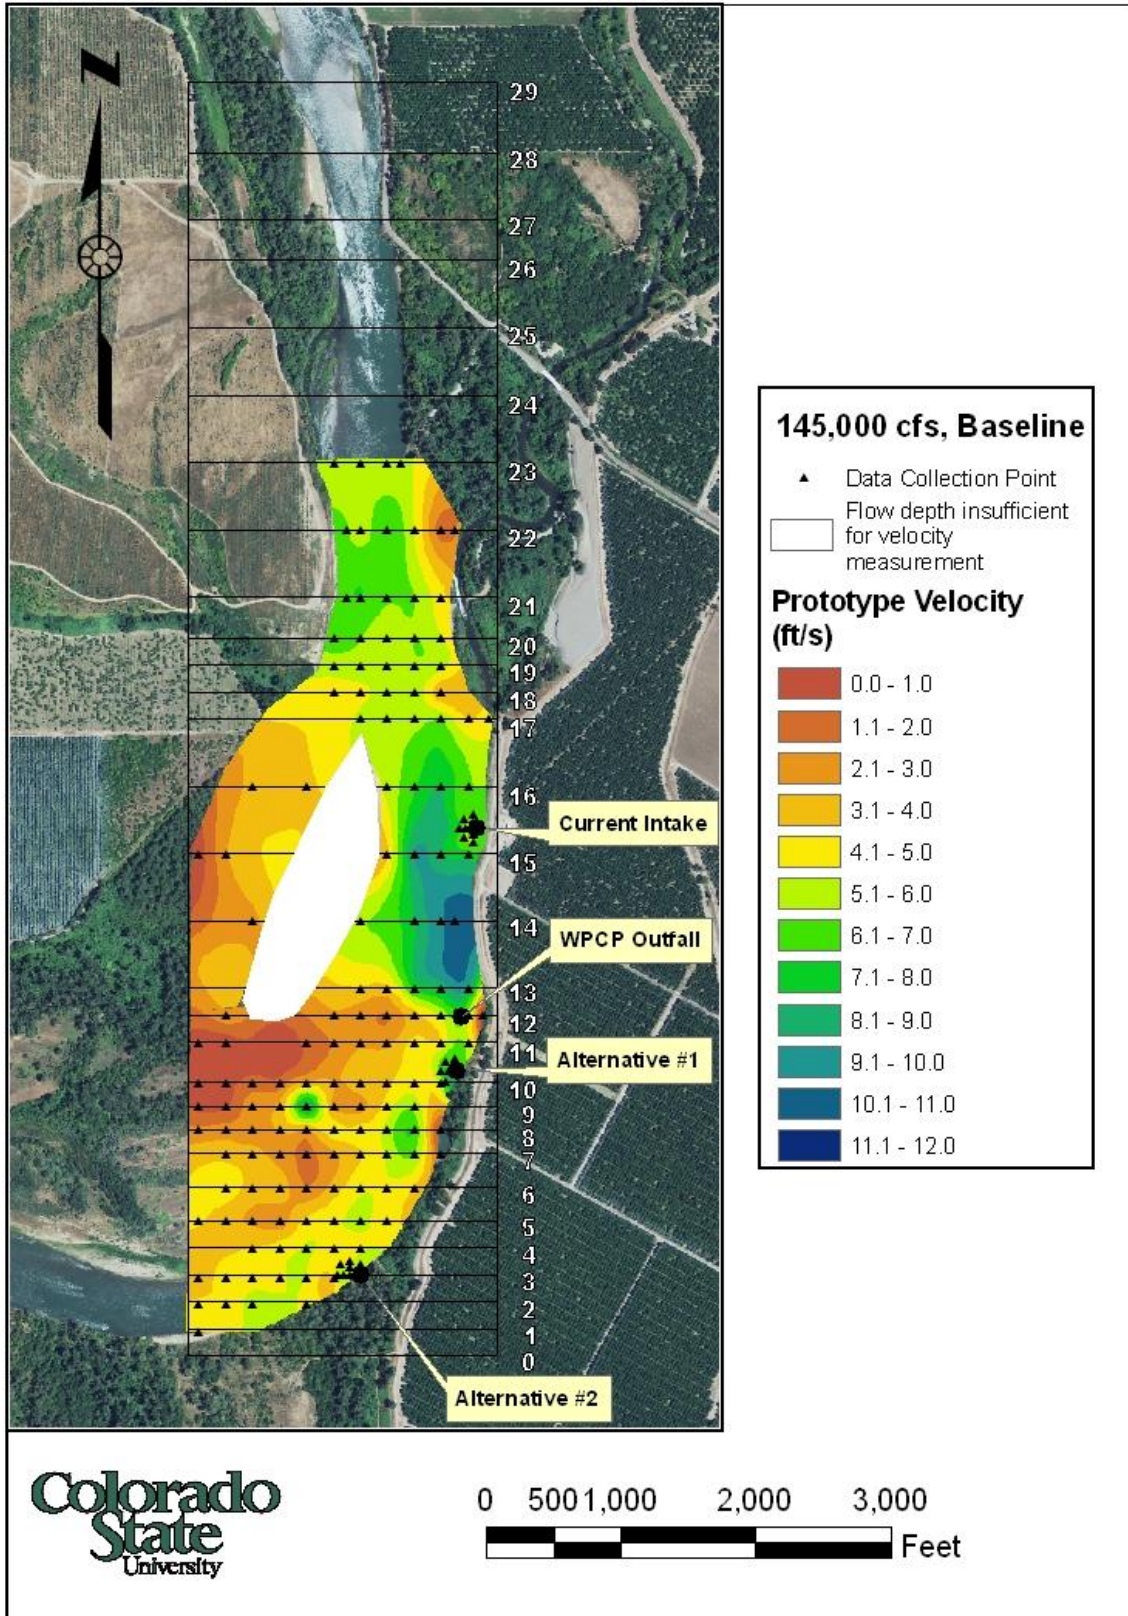 N
29
28
27
26
25
24
23
22
21
20
19
18
17
16
15
14
13
12
11
10
9
8
7
6
5
4
3
2
1
0
Current Intake
WPCP Outfall
Alternative #1
Alternative #2
145,000 cfs, Baseline
Data Collection Point
Flow depth insufficient
for velocity
measurement
Prototype Velocity
(ft/s)
0.0 - 1.0
1.1 - 2.0
2.1 - 3.0
3.1 - 4.0
4.1 - 5.0
5.1 - 6.0
6.1 - 7.0
7.1 - 8.0
8.1 - 9.0
9.1 - 10.0
10.1 - 11.0
11.1 - 12.0
Colorado
State
University
0 500 1,000 2,000 3,000
Feet